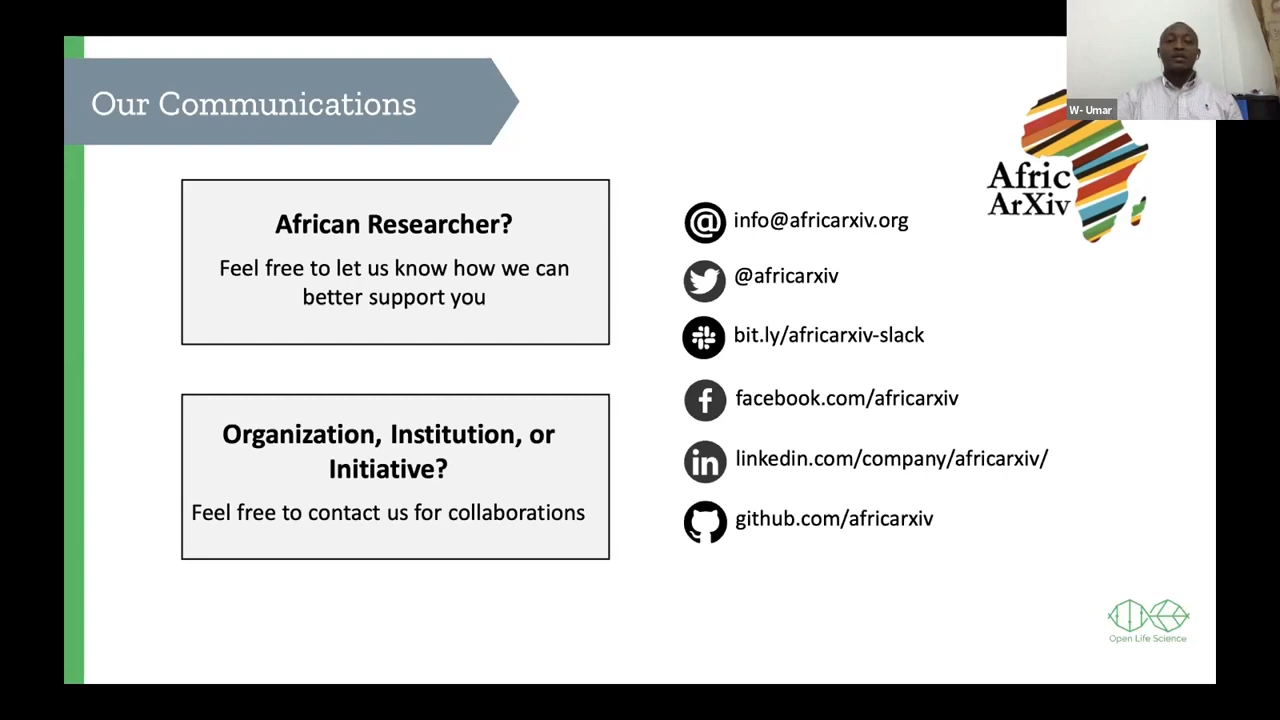 Our Communications
W- Umar
Afric
ArXiv
African Researcher?
Feel free to let us know how we can
better support you
Organization, Institution, or
Initiative?
Feel free to contact us for collaborations
info@africarxiv.org
@africarxiv
bit.ly/africarxiv-slack
facebook.com/africarxiv
linkedin.com/company/africarxiv/
github.com/africarxiv
Open Life Science